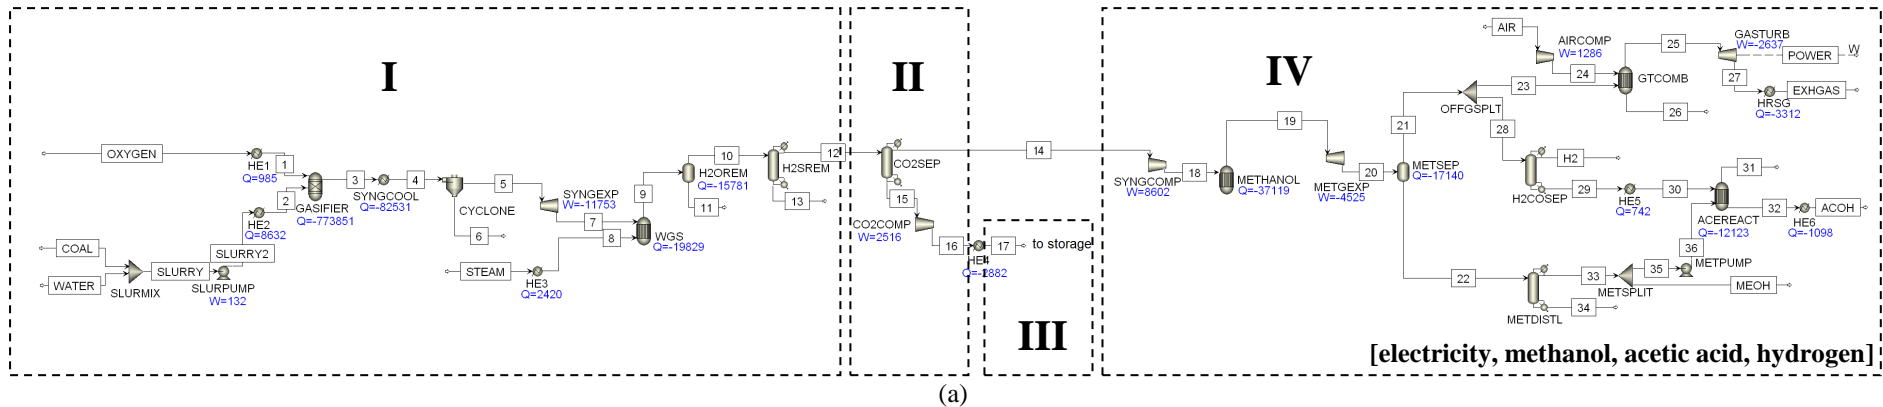 I
II
III
IV
OXYGEN
HE1
Q=985
1
2
GASIFIER
Q=-773851
HE2
Q=8632
COAL
WATER
SLURMIX
SLURRY
SLURRY2
SLURPUMP
W=132
3
SYNGCOOL
Q=-82531
4
CYCLONE
5
6
SYNGEXP
W=-11753
7
8
STEAM
HE3
Q=2420
9
WGS
Q=-19829
10
H2OREM
Q=-15781
11
H2SREM
12
13
CO2SEP
14
15
CO2COMP
W=2516
16
HE4
Q=-2882
17
to storage
SYNGCOMP
W=8602
18
METHANOL
Q=-37119
19
METGEXP
W=-4525
20
METSEP
Q=-17140
21
22
OFFGSPLT
23
AIR
AIRCOMP
W=1286
24
GTCOMB
25
26
GASTURB
W=-2637
POWER
W
27
HRSG
Q=-3312
EXHGAS
28
H2
H2COSEP
29
HE5
Q=742
30
31
ACEREACT
Q=-12123
32
HE6
Q=-1098
ACOH
METDISTL
33
34
METSPLIT
35
METPUMP
36
MEOH
[electricity, methanol, acetic acid, hydrogen]
(a)